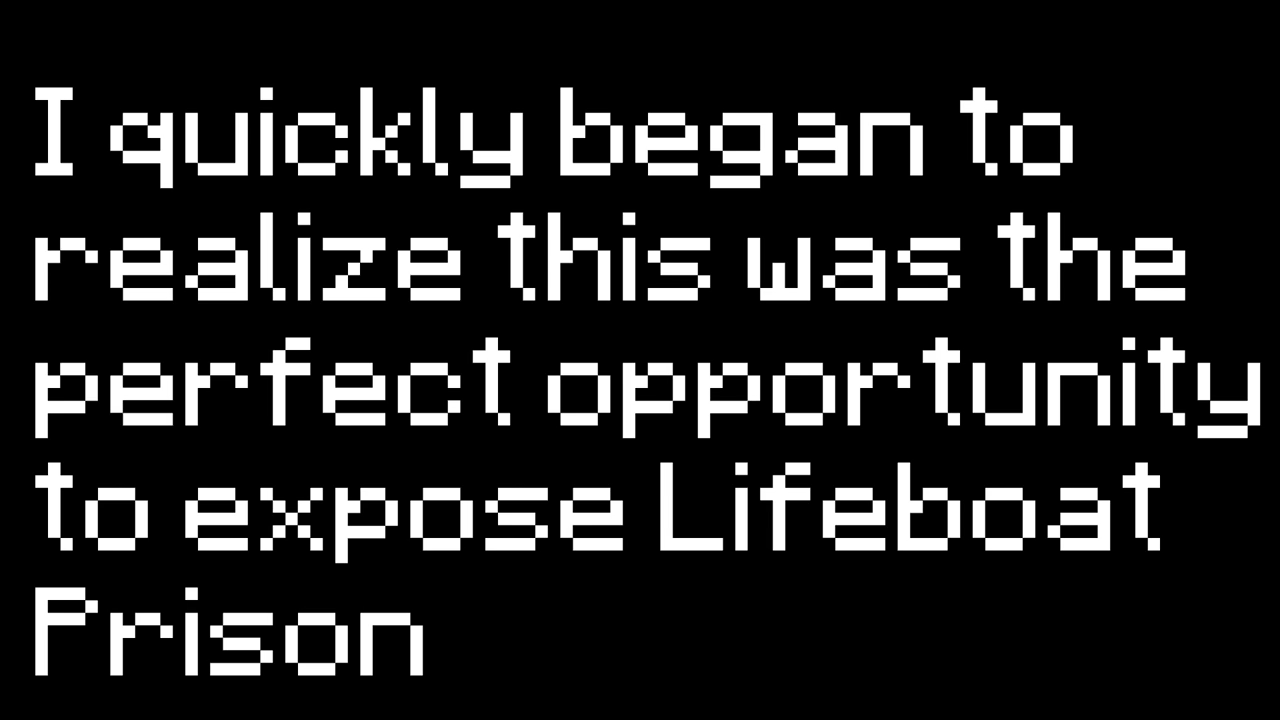 I quickly began to
realize this was the
perfect opportunity
to expose Lifeboat
Prison